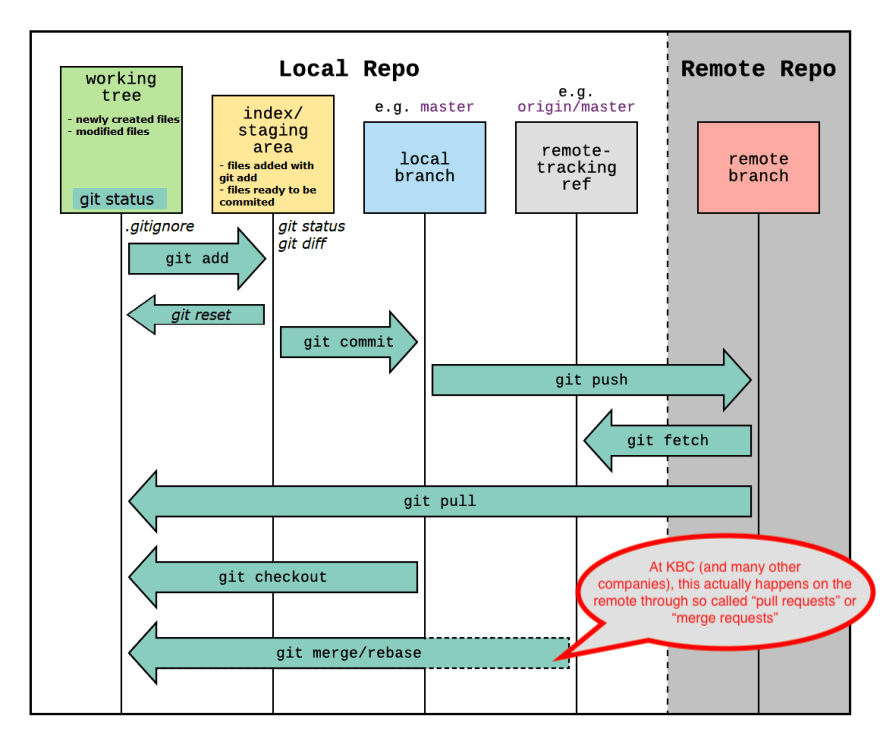 Local Repo
Remote Repo
working
tree
- newly created files
- modified files
git status
index/
staging
area
- files added with
git add
- files ready to be
commited
e.g. master
local
branch
e.g.
origin/master
remote-
tracking
ref
remote
branch
.gitignore
git status
git diff
git add
git reset
git commit
git push
git fetch
git pull
git checkout
At KBC (and many other
companies), this actually happens on the
remote through so called “pull requests” or
“merge requests”
git merge/rebase